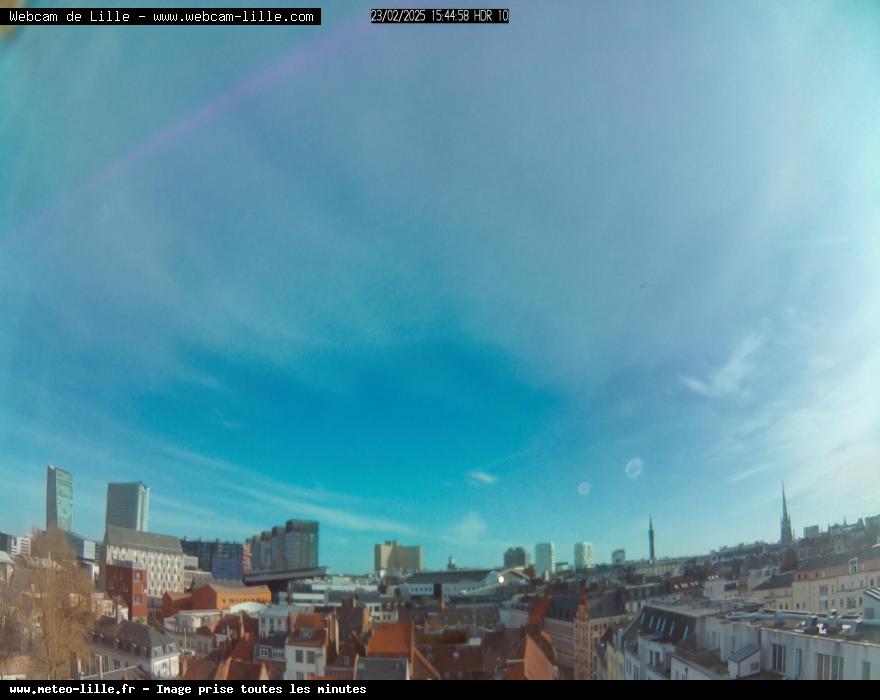 Webcam de Lille - www.webcam-lille.com
23/02/2025 15:44:58 HDR 10
www.meteo-lille.fr - Image prise toutes les minutes